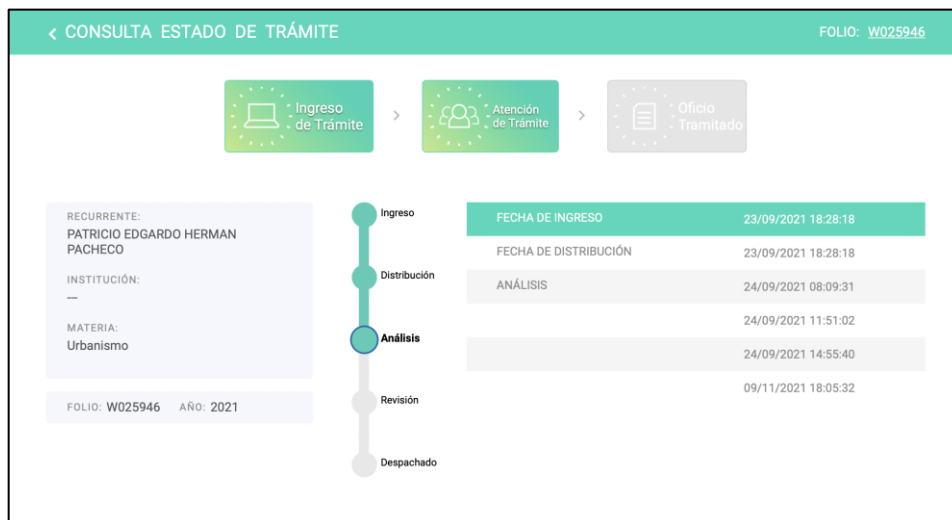 CONSULTA ESTADO DE TRÁMITE
FOLIO: W025946
Ingreso
de Trámite
Atención
de Trámite
Oficio
Tramitado
RECURRENTE:
PATRICIO EDGARDO HERMAN
PACHECO
INSTITUCIÓN:
—
MATERIA:
Urbanismo
FOLIO: W025946 AÑO: 2021
Ingreso
Distribución
Análisis
Revisión
Despachado
FECHA DE INGRESO 23/09/2021 18:28:18
FECHA DE DISTRIBUCIÓN 23/09/2021 18:28:18
ANÁLISIS 24/09/2021 08:09:31
24/09/2021 11:51:02
24/09/2021 14:55:40
09/11/2021 18:05:32